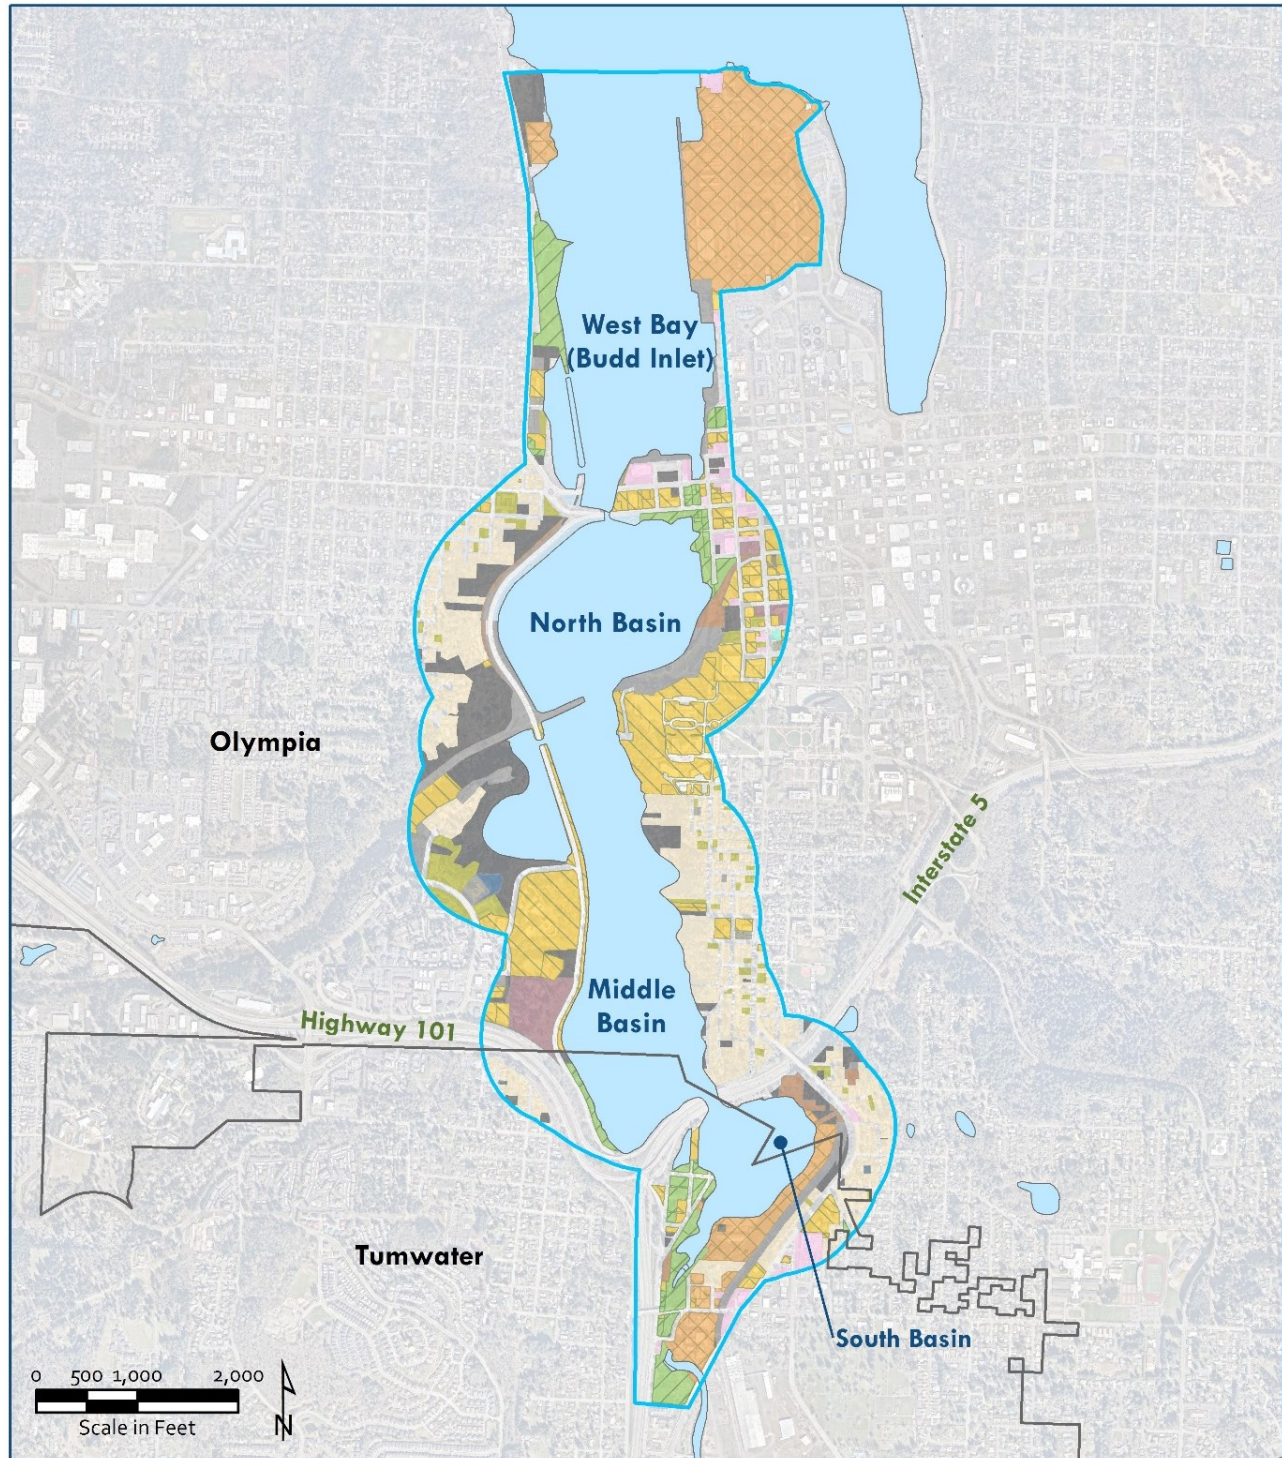 West Bay
(Budd Inlet)
North Basin
Olympia
Interstate 5
Middle
Basin
Highway 101
Tumwater
South Basin
0 500 1,000 2,000
Scale in Feet
N